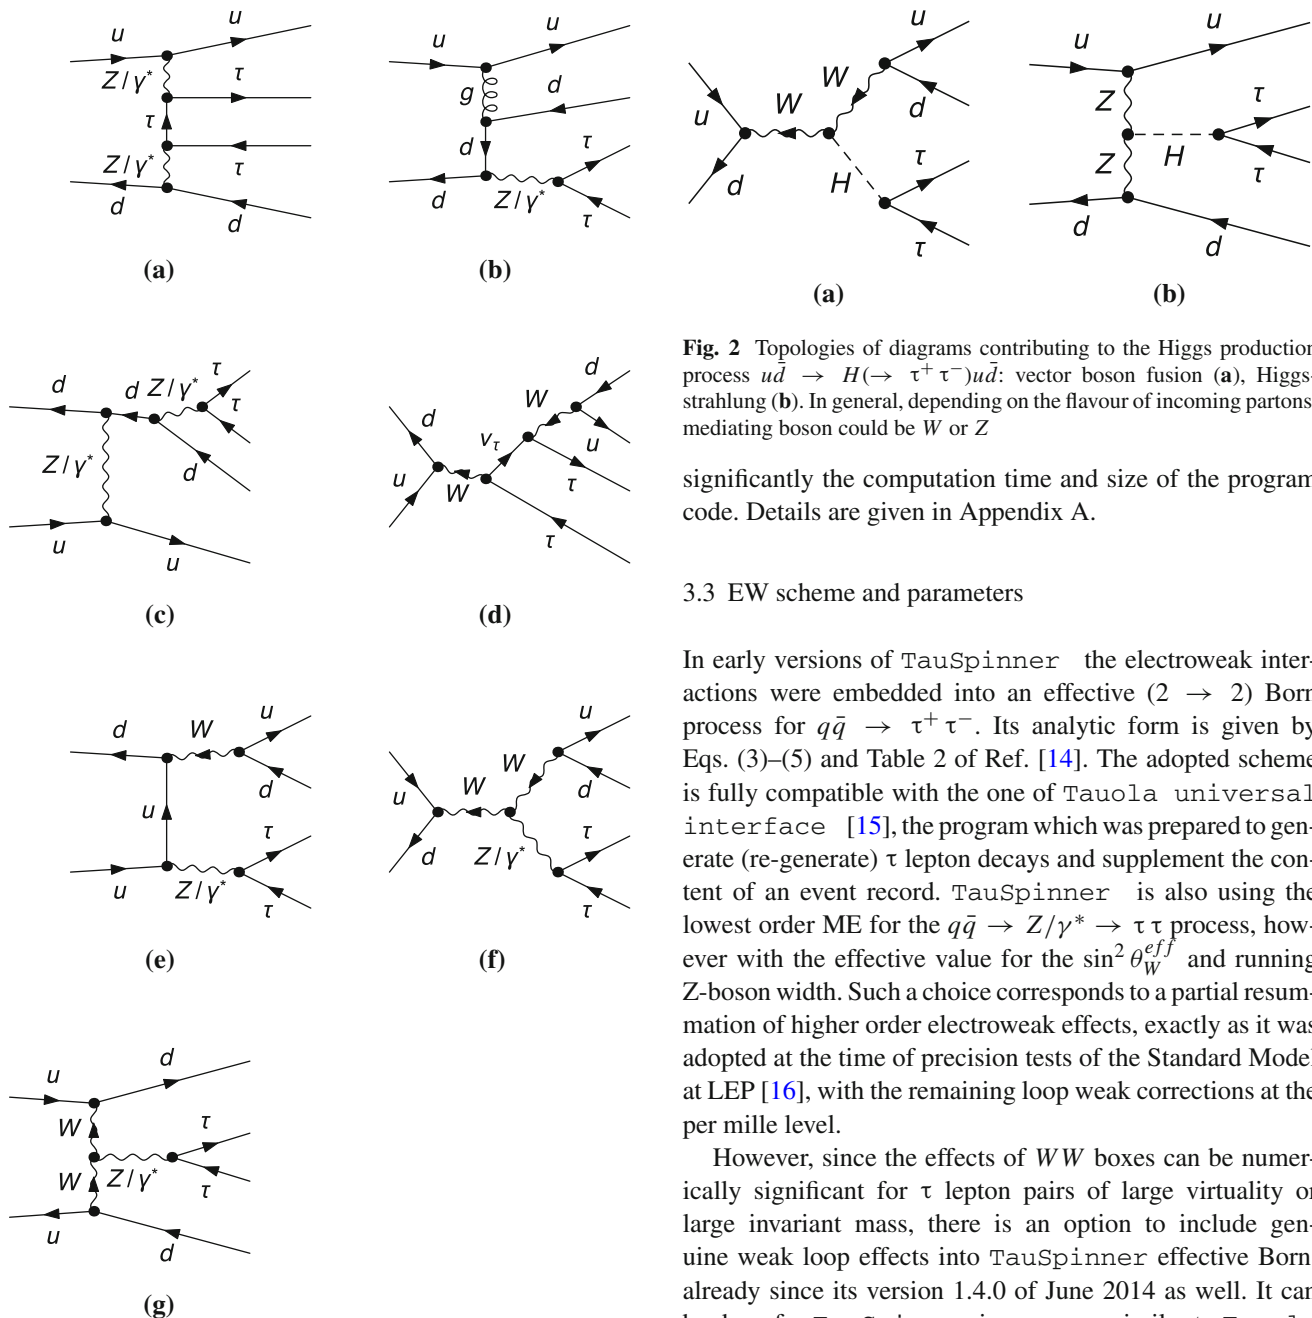 u
u
Z/γ*
τ
τ
Z/γ*
τ
d
d
(a)
u
u
g
d
d
τ
d
Z/γ*
τ
(b)
d
d
Z/γ*
τ
τ
Z/γ*
d
u
u
(c)
d
u
W
ντ
W
d
u
τ
τ
(d)
d
W
u
d
u
τ
u
Z/γ*
τ
(e)
u
d
W
W
u
d
Z/γ*
τ
τ
(f)
u
d
W
Z/γ*
τ
τ
W
u
d
(g)
u
d
W
W
u
d
H
τ
τ
(a)
u
u
Z
H
τ
τ
Z
d
d
(b)
Fig. 2 Topologies of diagrams contributing to the Higgs production
process ud̄ → H(→ τ⁺τ⁻)ud̄: vector boson fusion (a), Higgs-
strahlung (b). In general, depending on the flavour of incoming partons
mediating boson could be W or Z
significantly the computation time and size of the program
code. Details are given in Appendix A.
3.3 EW scheme and parameters
In early versions of TauSpinner the electroweak inter-
actions were embedded into an effective (2 → 2) Born
process for qq̄ → τ⁺τ⁻. Its analytic form is given by
Eqs. (3)–(5) and Table 2 of Ref. [14]. The adopted scheme
is fully compatible with the one of Tauola universal
interface [15], the program which was prepared to gen-
erate (re-generate) τ lepton decays and supplement the con-
tent of an event record. TauSpinner is also using the
lowest order ME for the qq̄ → Z/γ* → ττ process, how-
ever with the effective value for the sin² θ_W^eff and running
Z-boson width. Such a choice corresponds to a partial resum-
mation of higher order electroweak effects, exactly as it was
adopted at the time of precision tests of the Standard Model
at LEP [16], with the remaining loop weak corrections at the
per mille level.
However, since the effects of WW boxes can be numer-
ically significant for τ lepton pairs of large virtuality or
large invariant mass, there is an option to include gen-
uine weak loop effects into TauSpinner effective Born
already since its version 1.4.0 of June 2014 as well. It can